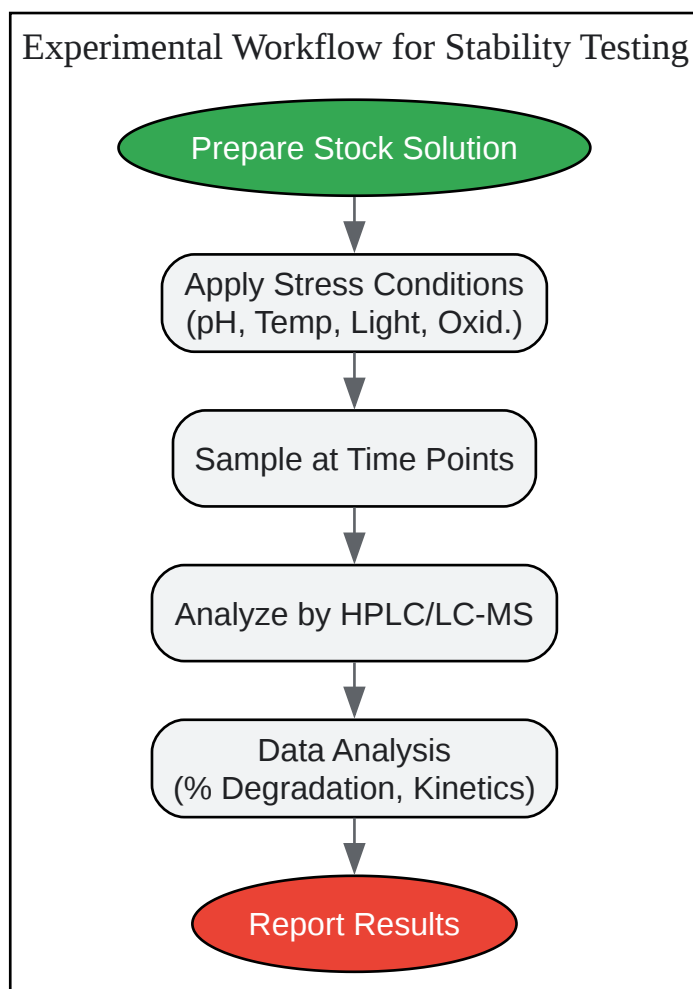 Experimental Workflow for Stability Testing
Prepare Stock Solution
Apply Stress Conditions
(pH, Temp, Light, Oxid.)
Sample at Time Points
Analyze by HPLC/LC-MS
Data Analysis
(% Degradation, Kinetics)
Report Results